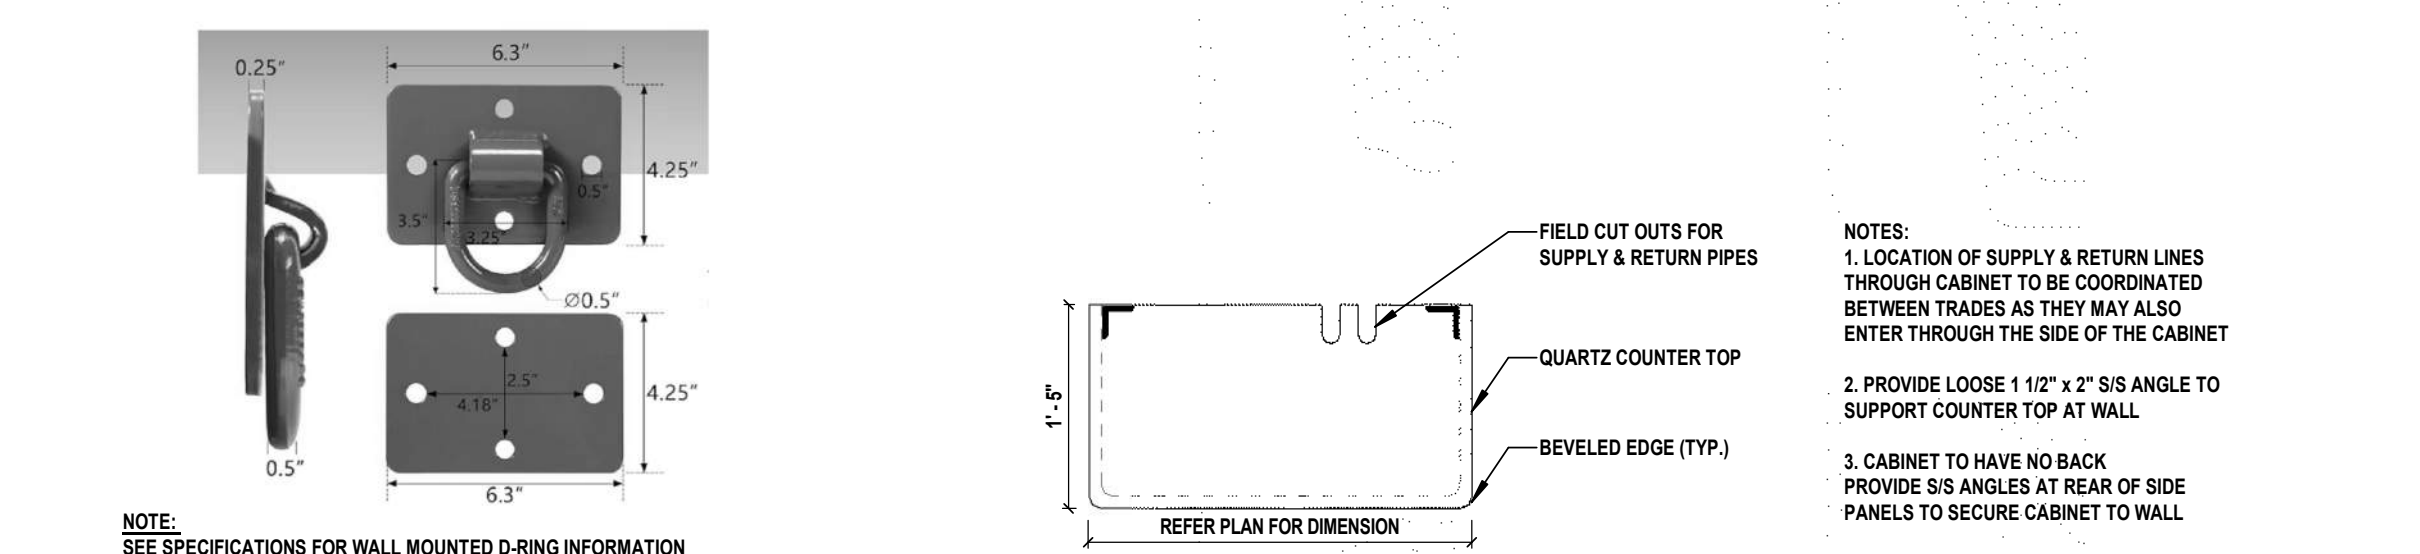 6.3"
0.25"
4.25"
0.5"
3.5"
3.25"
Ø0.5"
2.5"
4.18"
4.25"
0.5"
6.3"
NOTE:
SEE SPECIFICATIONS FOR WALL MOUNTED D-RING INFORMATION
FIELD CUT OUTS FOR
SUPPLY & RETURN PIPES
QUARTZ COUNTER TOP
BEVELED EDGE (TYP.)
1' - 5"
REFER PLAN FOR DIMENSION
NOTES:
1. LOCATION OF SUPPLY & RETURN LINES
THROUGH CABINET TO BE COORDINATED
BETWEEN TRADES AS THEY MAY ALSO
ENTER THROUGH THE SIDE OF THE CABINET
2. PROVIDE LOOSE 1 1/2" x 2" S/S ANGLE TO
SUPPORT COUNTER TOP AT WALL
3. CABINET TO HAVE NO BACK
PROVIDE S/S ANGLES AT REAR OF SIDE
PANELS TO SECURE CABINET TO WALL